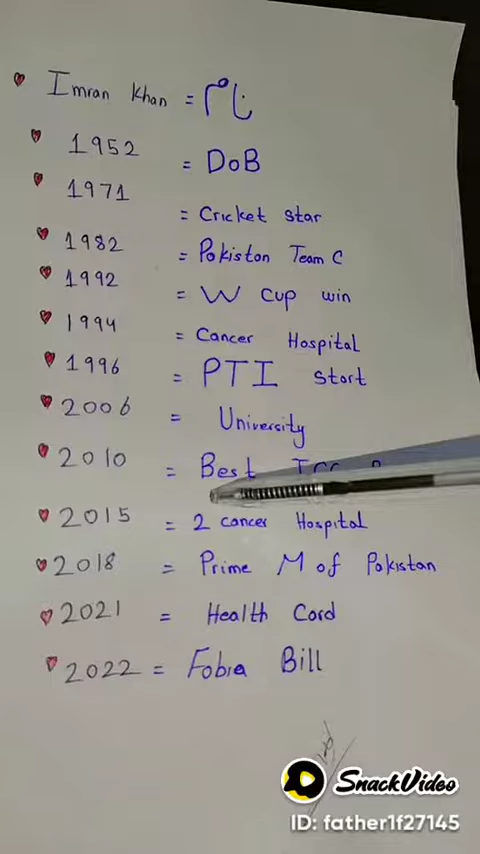 Imran Khan = نام
1952 = DoB
1971 = Cricket star
1982 = Pakistan Team C
1992 = W Cup win
1994 = Cancer Hospital
1996 = PTI start
2006 = University
2010 = Best
2015 = 2 cancer Hospital
2018 = Prime M of Pakistan
2021 = Health Card
2022 = Fobia Bill
SnackVideo
ID: father1f27145